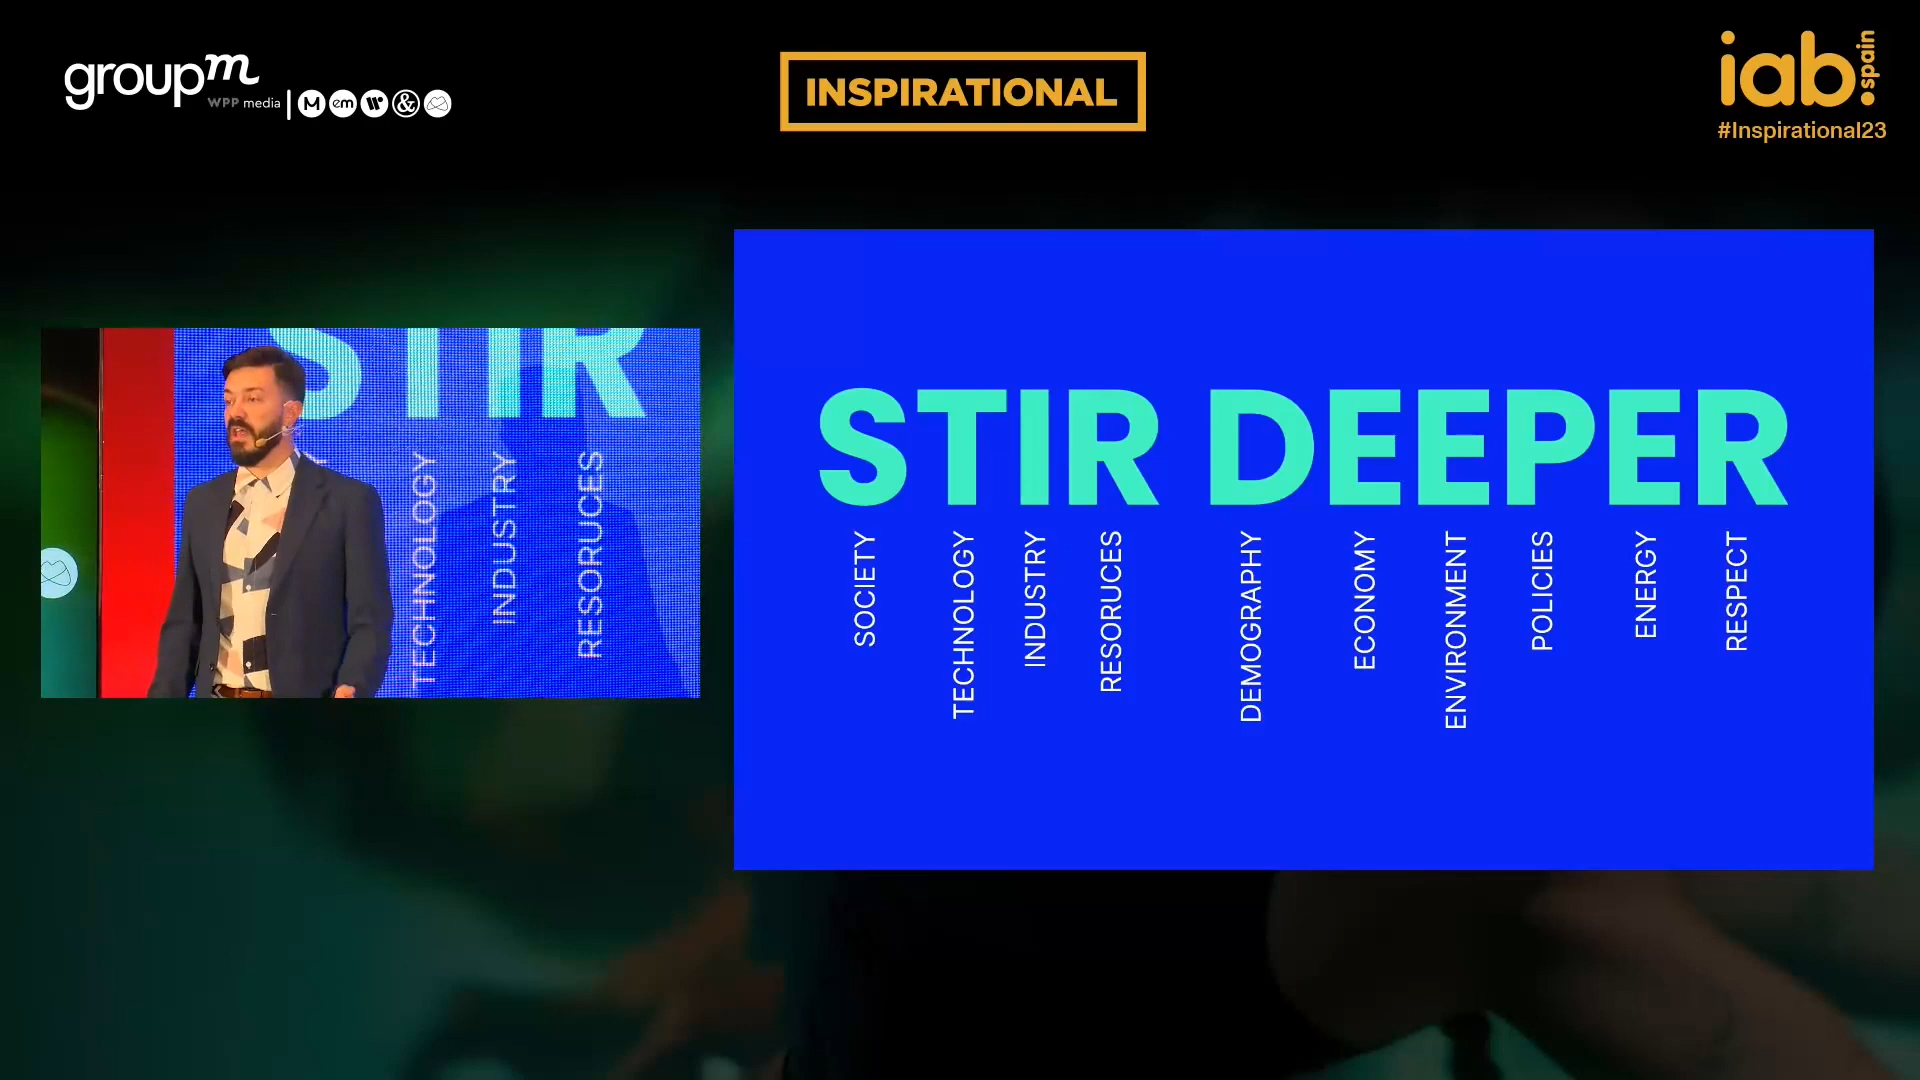 groupm
WPP media
M em W &
INSPIRATIONAL
iab.spain
#Inspirational23
STIR
TECHNOLOGY
INDUSTRY
RESORUCES
STIR DEEPER
SOCIETY
TECHNOLOGY
INDUSTRY
RESORUCES
DEMOGRAPHY
ECONOMY
ENVIRONMENT
POLICIES
ENERGY
RESPECT